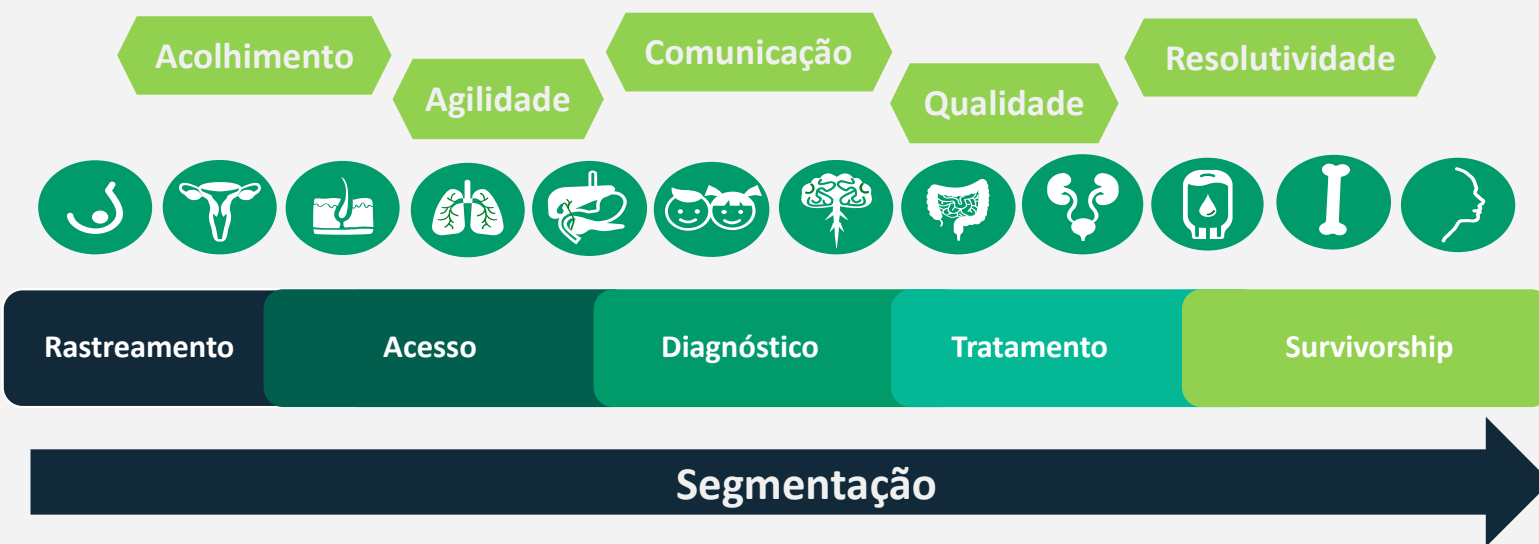 Acolhimento
Agilidade
Comunicação
Qualidade
Resolutividade
Rastreamento
Acesso
Diagnóstico
Tratamento
Survivorship
Segmentação